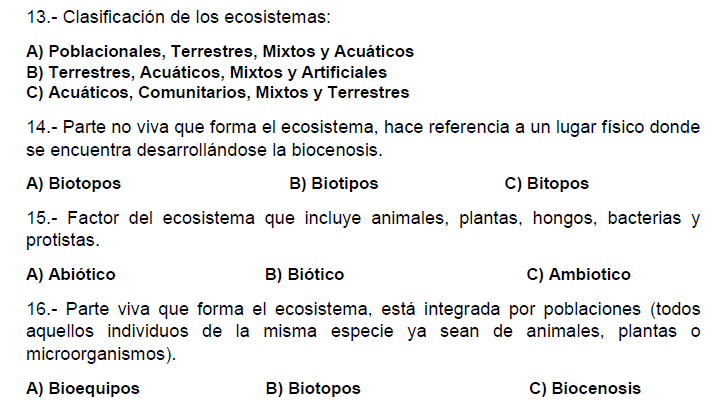 13.- Clasificación de los ecosistemas:
A) Poblacionales, Terrestres, Mixtos y Acuáticos
B) Terrestres, Acuáticos, Mixtos y Artificiales
C) Acuáticos, Comunitarios, Mixtos y Terrestres
14.- Parte no viva que forma el ecosistema, hace referencia a un lugar físico donde
se encuentra desarrollándose la biocenosis.
A) Biotopos B) Biotipos C) Bitopos
15.- Factor del ecosistema que incluye animales, plantas, hongos, bacterias y
protistas.
A) Abiótico B) Biótico C) Ambiotico
16.- Parte viva que forma el ecosistema, está integrada por poblaciones (todos
aquellos individuos de la misma especie ya sean de animales, plantas o
microorganismos).
A) Bioequipos B) Biotopos C) Biocenosis